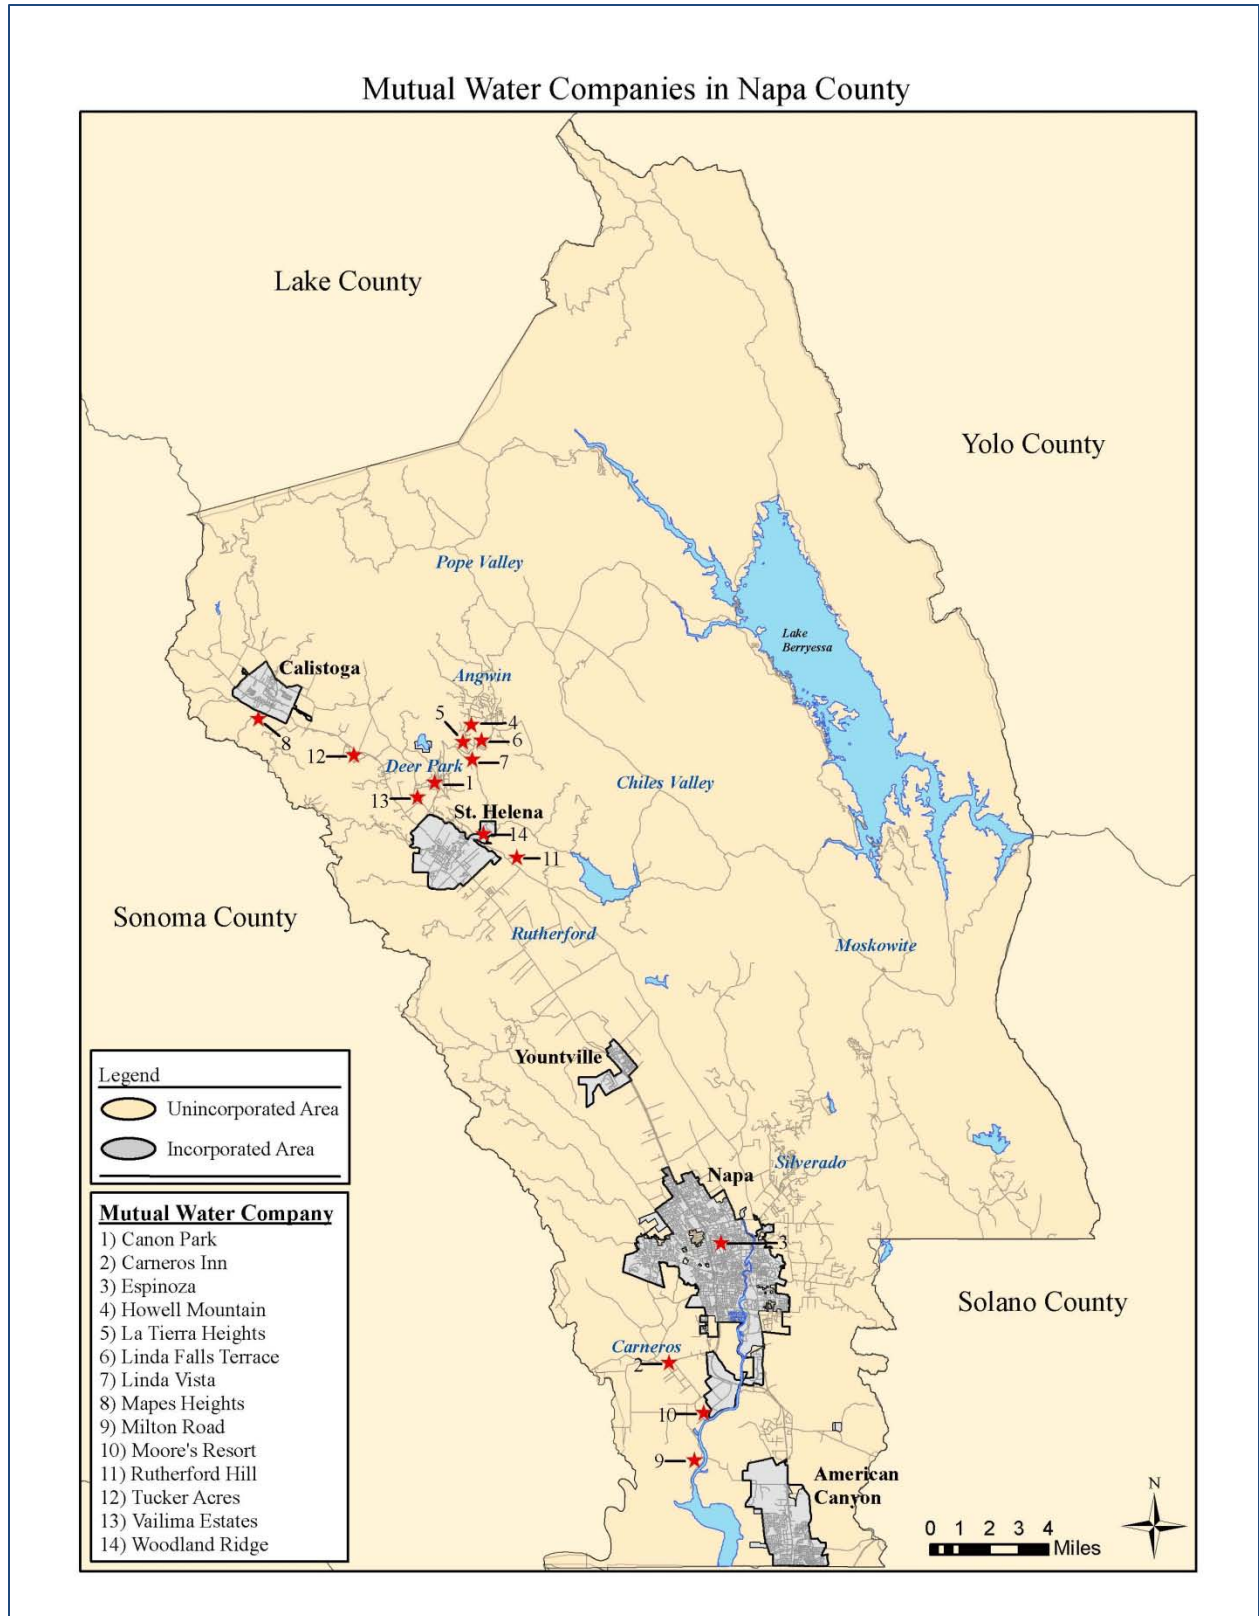 Mutual Water Companies in Napa County
Lake County
Yolo County
Pope Valley
Lake
Berryessa
Calistoga
Angwin
5
4
8
6
12
Deer Park
7
1
Chiles Valley
13
St. Helena
14
11
Sonoma County
Rutherford
Moskowite
Yountville
Legend
Unincorporated Area
Incorporated Area
Silverado
Napa
3
Mutual Water Company
1) Canon Park
2) Carneros Inn
3) Espinoza
4) Howell Mountain
5) La Tierra Heights
6) Linda Falls Terrace
7) Linda Vista
8) Mapes Heights
9) Milton Road
10) Moore's Resort
11) Rutherford Hill
12) Tucker Acres
13) Vailima Estates
14) Woodland Ridge
Solano County
Carneros
2
10
9
American
Canyon
N
0 1 2 3 4
Miles